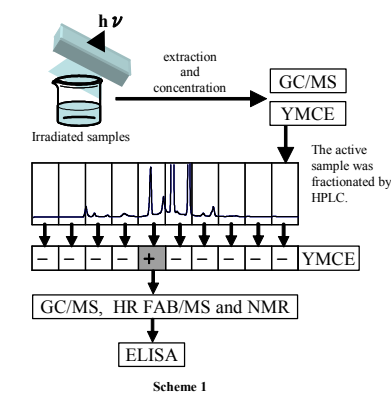 h ν
extraction
and
concentration
GC/MS
YMCE
Irradiated samples
The active
sample was
fractionated by
HPLC.
− − − − + − − − − − YMCE
GC/MS, HR FAB/MS and NMR
ELISA
Scheme 1